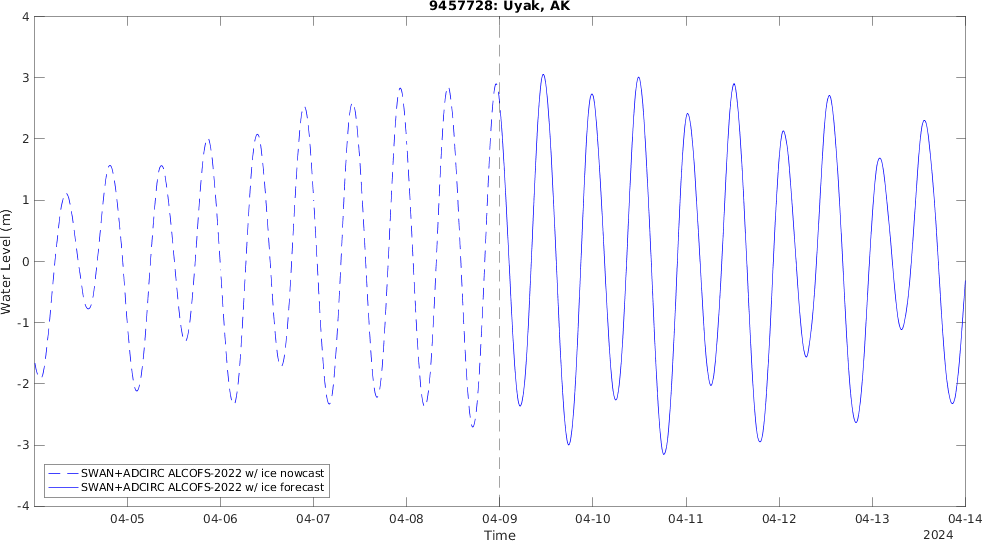 9457728: Uyak, AK
4
3
2
1
0
-1
-2
-3
-4
Water Level (m)
SWAN+ADCIRC ALCOFS-2022 w/ ice nowcast
SWAN+ADCIRC ALCOFS-2022 w/ ice forecast
04-05 04-06 04-07 04-08 04-09 04-10 04-11 04-12 04-13 04-14
Time
2024